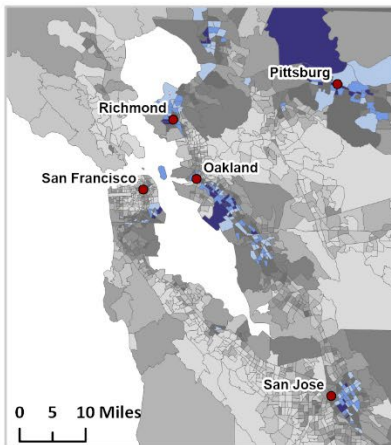 Pittsburg
Richmond
Oakland
San Francisco
San Jose
0 5 10 Miles